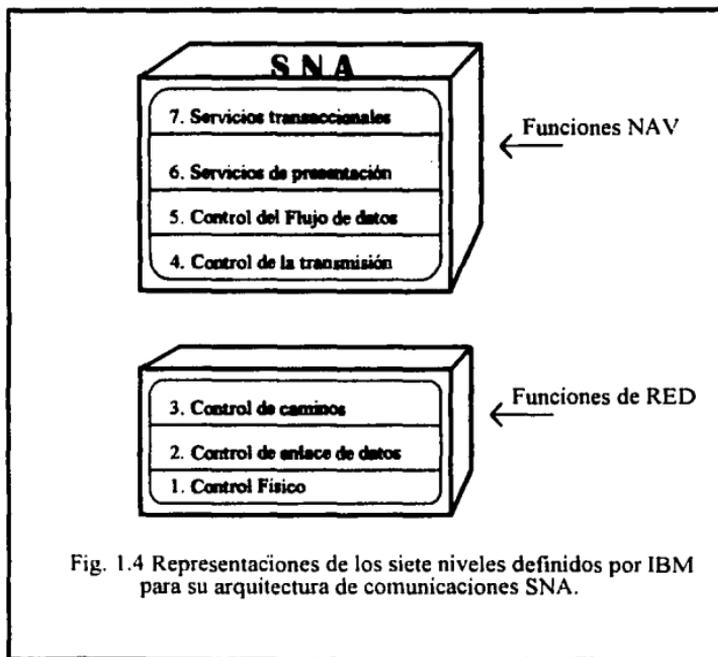 S N A
7. Servicios transaccionales
Funciones NAV
6. Servicios de presentación
5. Control del Flujo de datos
4. Control de la transmisión
3. Control de caminos
Funciones de RED
2. Control de enlace de datos
1. Control Físico
Fig. 1.4 Representaciones de los siete niveles definidos por IBM
para su arquitectura de comunicaciones SNA.